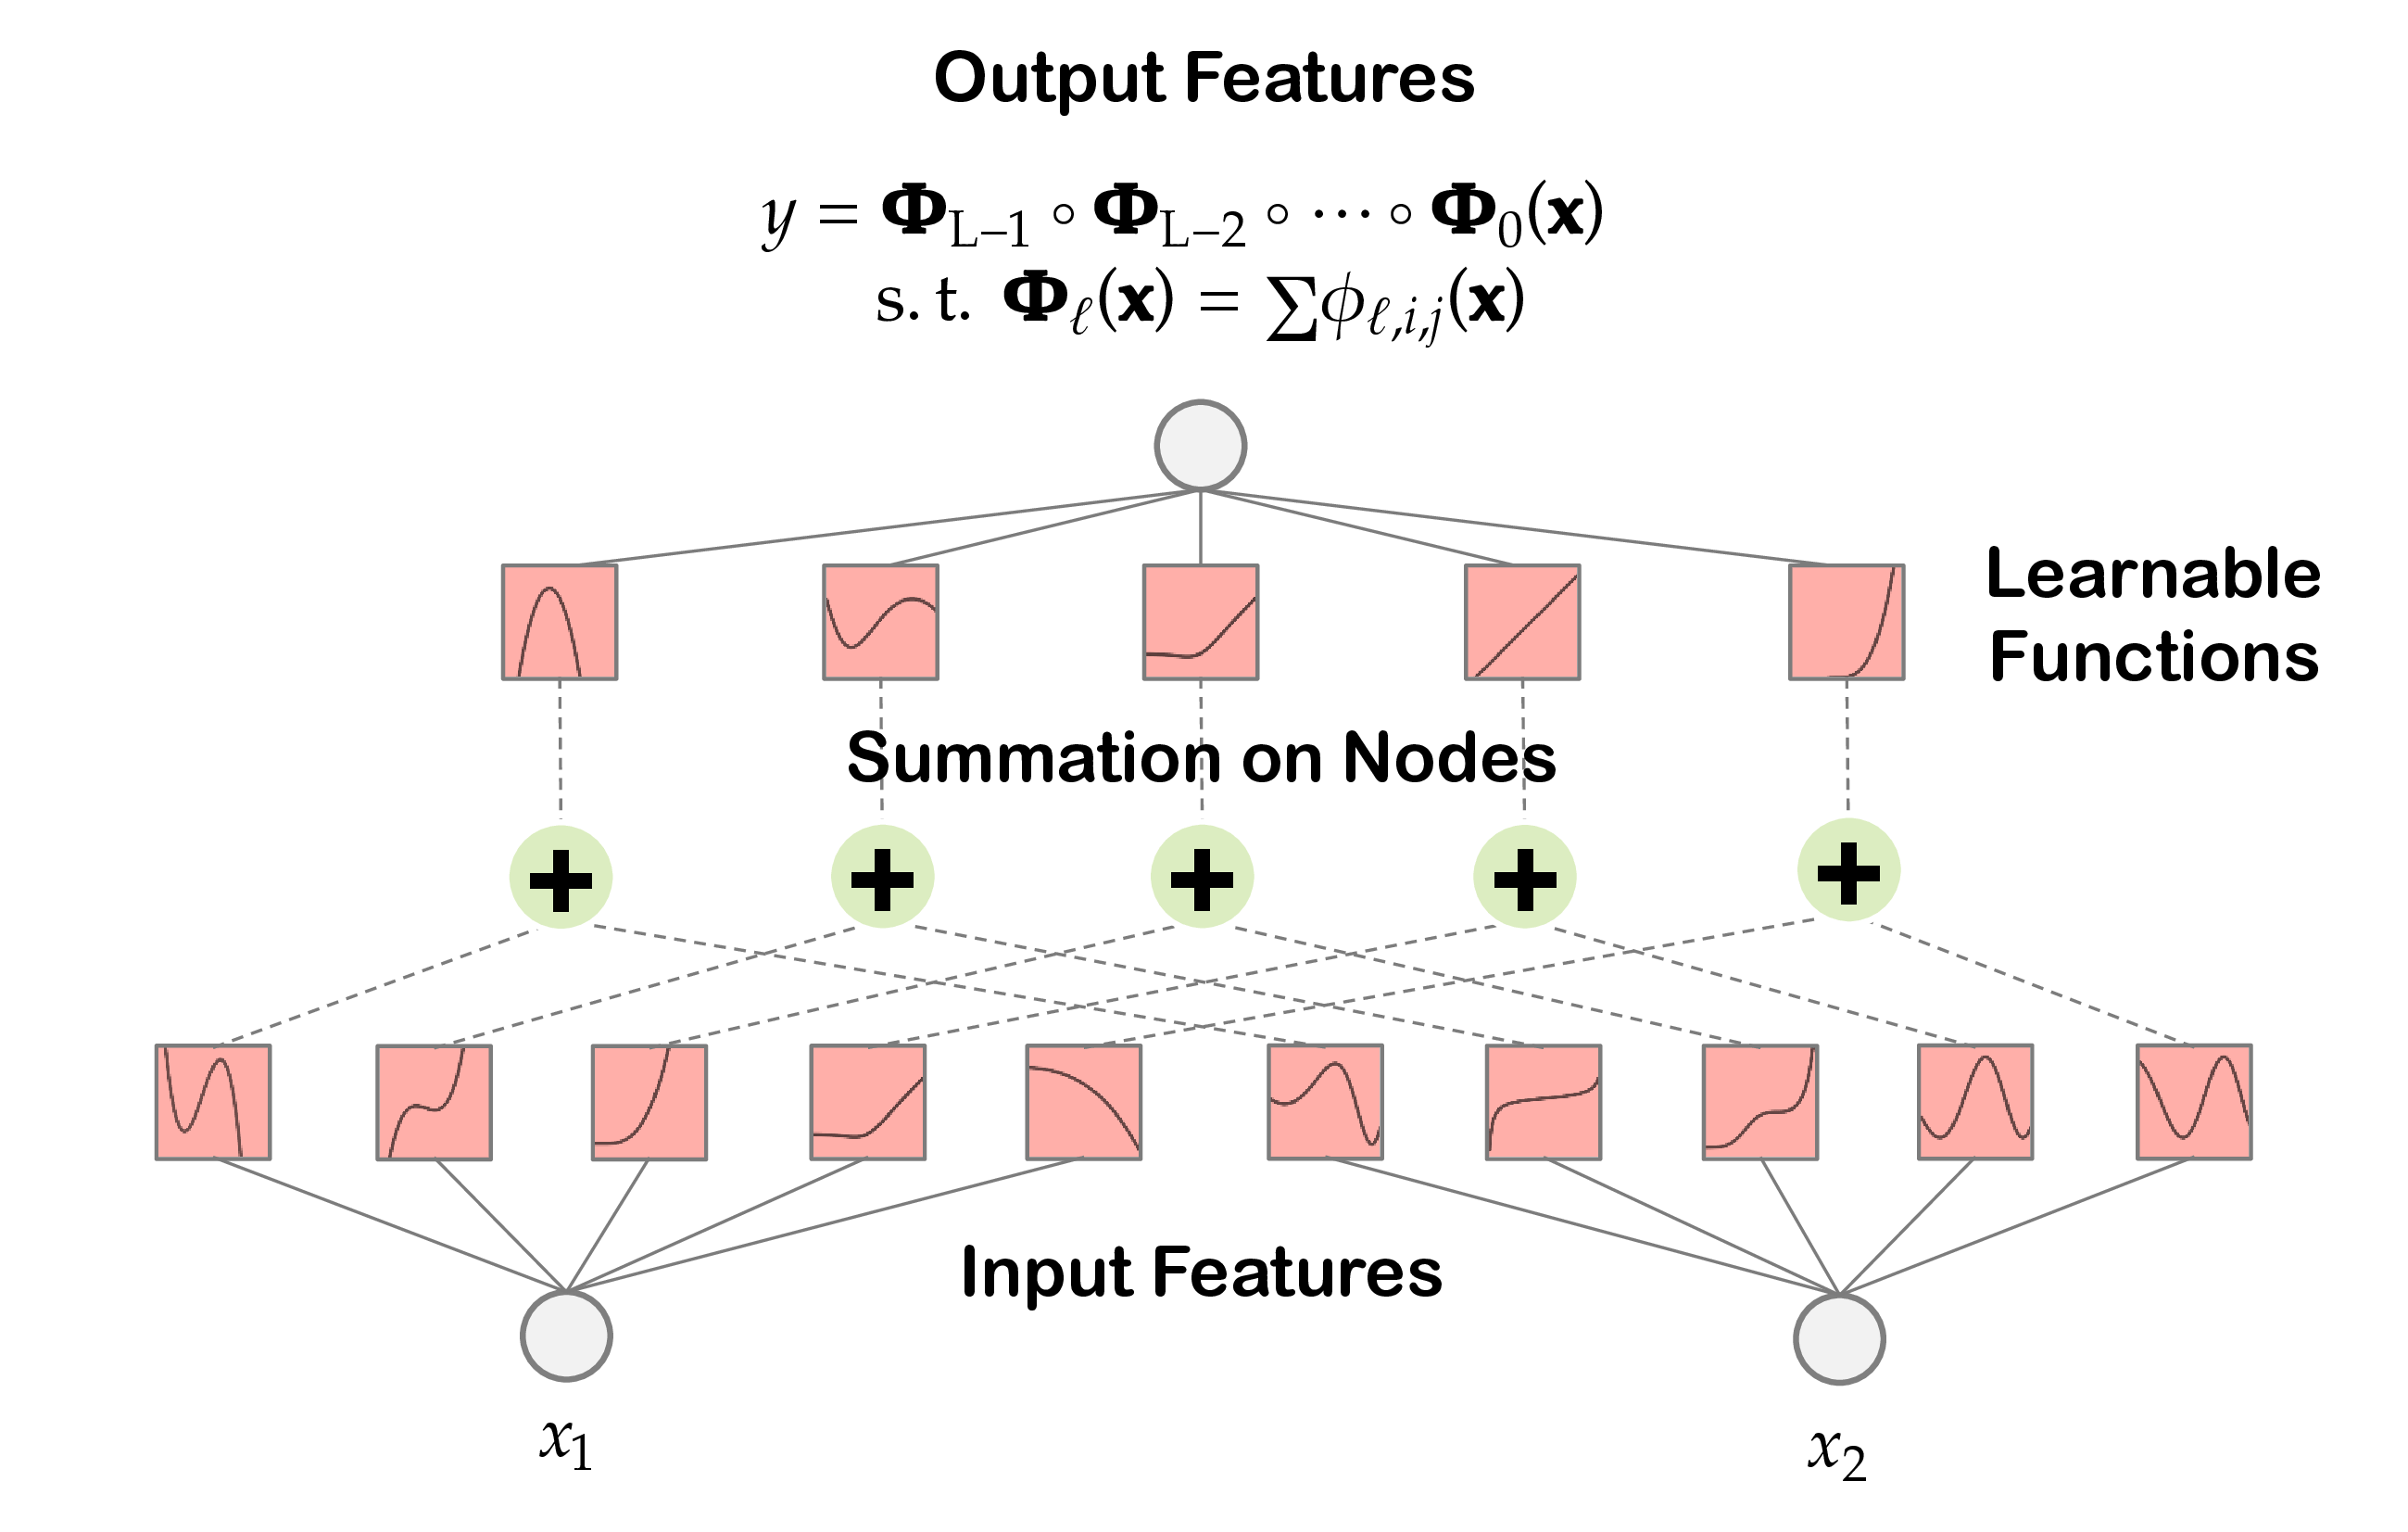 Output Features
y = Φ_{L−1} ∘ Φ_{L−2} ∘ ⋯ ∘ Φ_0(x)
s. t. Φ_ℓ(x) = ∑ϕ_{ℓ,i,j}(x)
Learnable
Functions
Summation on Nodes
+ + + + +
Input Features
x_1
x_2